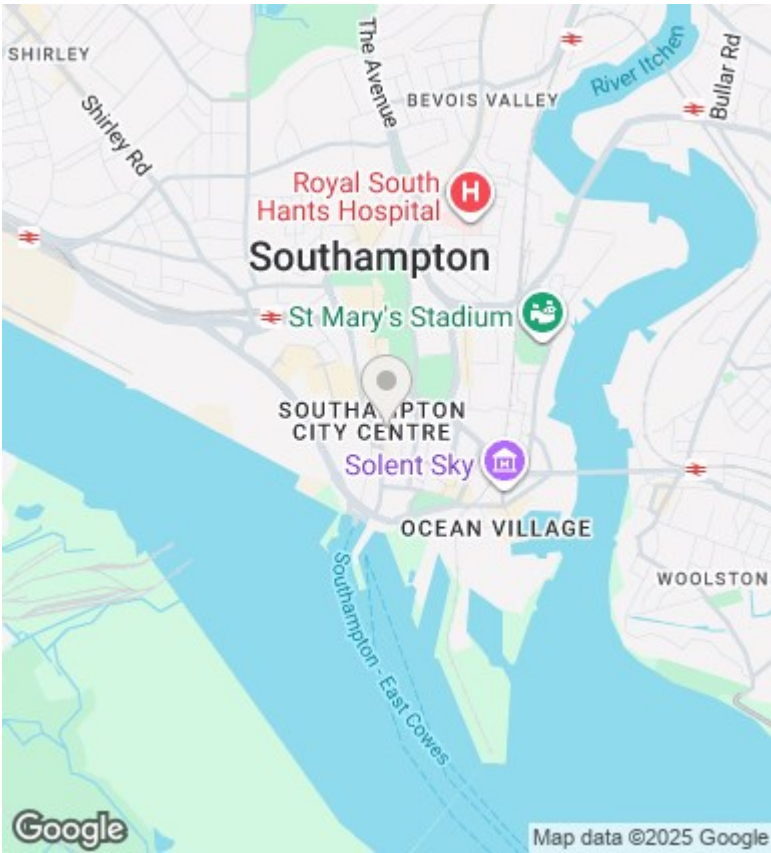 SHIRLEY
The Avenue
River Itchen
Bullar Rd
Shirley Rd
BEVOIS VALLEY
Royal South
Hants Hospital
H
Southampton
St Mary's Stadium
SOUTHAMPTON
CITY CENTRE
Solent Sky
OCEAN VILLAGE
WOOLSTON
Southampton - East Cowes
Google
Map data ©2025 Google